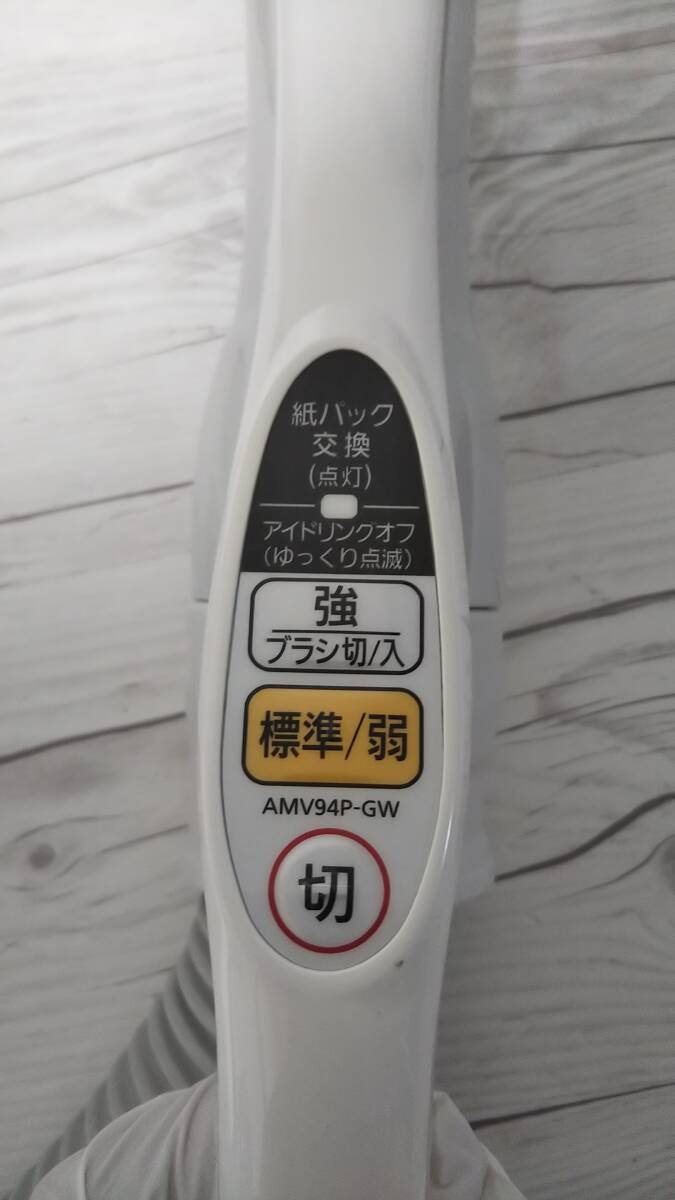 紙パック
交換
(点灯)
アイドリングオフ
(ゆっくり点滅)
強
ブラシ切/入
標準/弱
AMV94P-GW
切